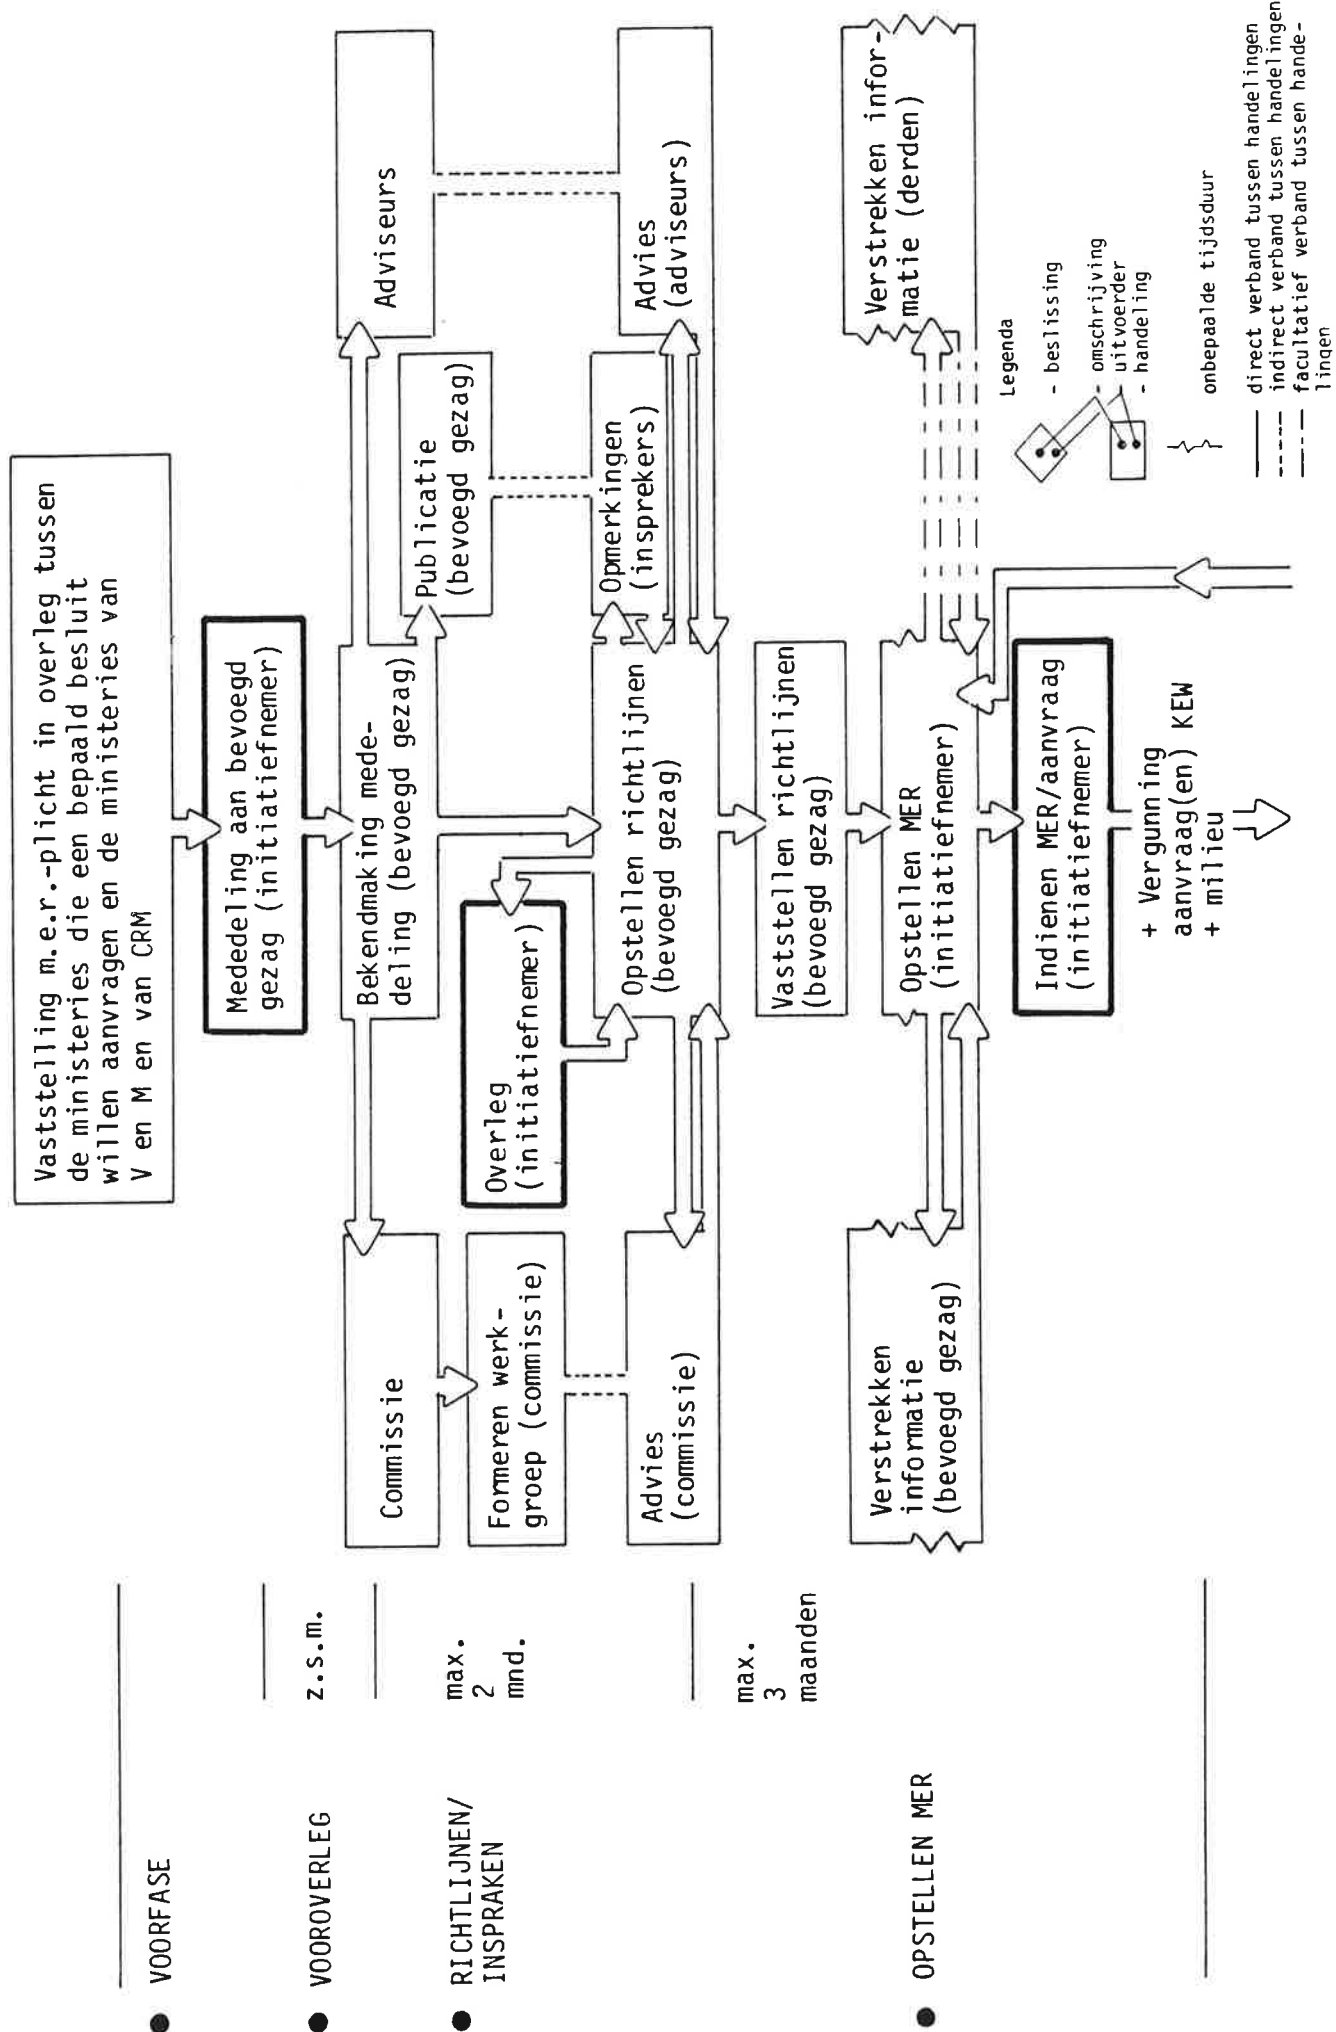 Vaststelling m.e.r.-plicht in overleg tussen
de ministeries die een bepaald besluit
willen aanvragen en de ministeries van
V en M en van CRM
● VOORFASE
Mededeling aan bevoegd
gezag (initiatiefnemer)
● VOOROVERLEG
z.s.m.
Commissie
Bekendmaking mede-
deling (bevoegd gezag)
Adviseurs
Publicatie
(bevoegd gezag)
● RICHTLIJNEN/
INSPRAKEN
max.
2
mnd.
Formeren werk-
groep (commissie)
Overleg
(initiatiefnemer)
Advies
(commissie)
Opstellen richtlijnen
(bevoegd gezag)
Opmerkingen
(insprekers)
Advies
(adviseurs)
max.
3
maanden
Vaststellen richtlijnen
(bevoegd gezag)
● OPSTELLEN MER
Verstrekken
informatie
(bevoegd gezag)
Opstellen MER
(initiatiefnemer)
Verstrekken infor-
matie (derden)
Indienen MER/aanvraag
(initiatiefnemer)
+ Vergunning
aanvraag(en) KEW
+ milieu
Legenda
- beslissing
- omschrijving
uitvoerder
- handeling
onbepaalde tijdsduur
direct verband tussen handelingen
indirect verband tussen handelingen
facultatief verband tussen hande-
lingen